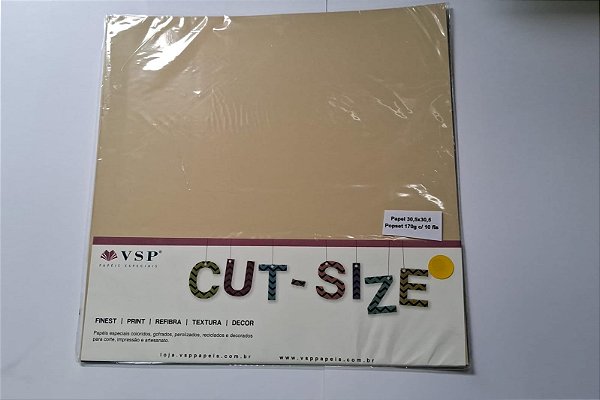 Papel 30,5x30,5
Popset 170g c/ 10 fls
VSP®
PAPÉIS ESPECIAIS
CUT-SIZE
FINEST | PRINT | REFIBRA | TEXTURA | DECOR
Papéis especiais coloridos, gofrados, perolizados, reciclados e decorados
para corte, impressão e artesanato.
loja.vsppapeis.com.br
www.vsppapeis.com.br